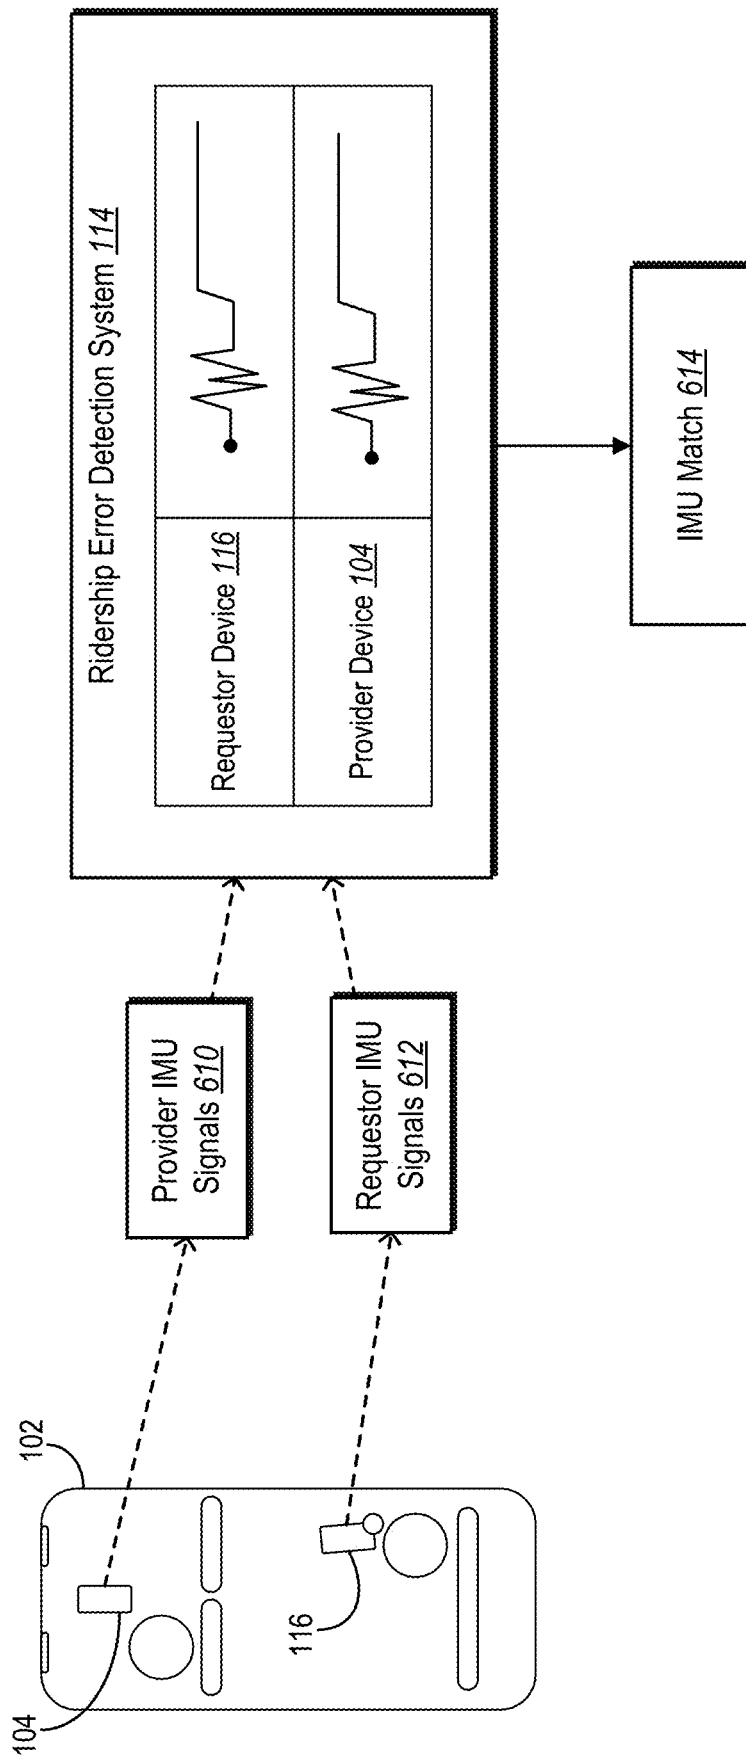 102
104
116
Provider IMU
Signals 610
Requestor IMU
Signals 612
Ridership Error Detection System 114
Requestor Device 116
Provider Device 104
IMU Match 614